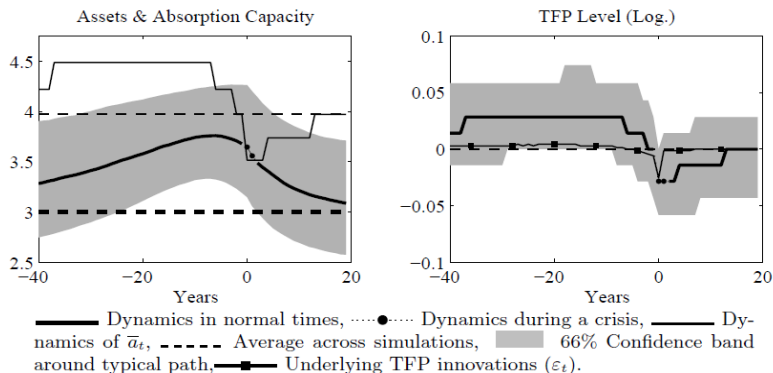 Assets & Absorption Capacity
4.5
4
3.5
3
2.5
−40
−20
0
20
Years
TFP Level (Log.)
0.1
0.05
0
−0.05
−0.1
−40
−20
0
20
Years
Dynamics in normal times, Dynamics during a crisis, Dy-
namics of a̅t, Average across simulations, 66% Confidence band
around typical path, Underlying TFP innovations (εt).